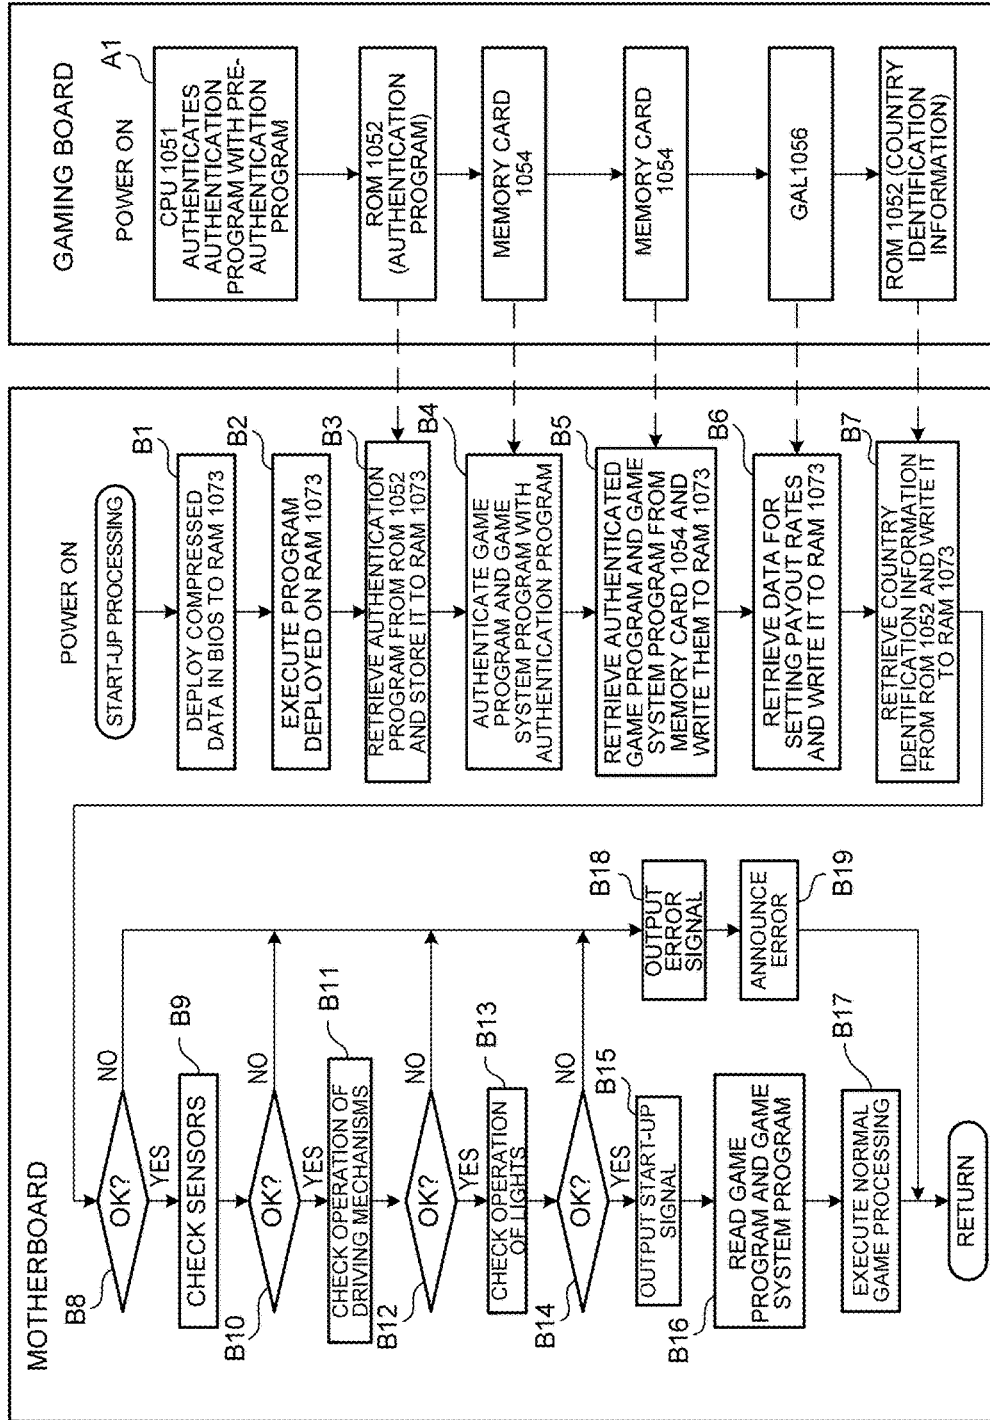 MOTHERBOARD
POWER ON
START-UP PROCESSING
B1
DEPLOY COMPRESSED
DATA IN BIOS TO RAM 1073
B2
EXECUTE PROGRAM
DEPLOYED ON RAM 1073
B3
RETRIEVE AUTHENTICATION
PROGRAM FROM ROM 1052
AND STORE IT TO RAM 1073
B4
AUTHENTICATE GAME
PROGRAM AND GAME
SYSTEM PROGRAM WITH
AUTHENTICATION PROGRAM
B5
RETRIEVE AUTHENTICATED
GAME PROGRAM AND GAME
SYSTEM PROGRAM FROM
MEMORY CARD 1054 AND
WRITE THEM TO RAM 1073
B6
RETRIEVE DATA FOR
SETTING PAYOUT RATES
AND WRITE IT TO RAM 1073
B7
RETRIEVE COUNTRY
IDENTIFICATION INFORMATION
FROM ROM 1052 AND WRITE IT
TO RAM 1073
B8
OK?
NO
YES
B9
CHECK SENSORS
B10
OK?
NO
YES
B11
CHECK OPERATION OF
DRIVING MECHANISMS
B12
OK?
NO
YES
B13
CHECK OPERATION
OF LIGHTS
B14
OK?
NO
YES
B15
OUTPUT START-UP
SIGNAL
B16
READ GAME
PROGRAM AND GAME
SYSTEM PROGRAM
B17
EXECUTE NORMAL
GAME PROCESSING
B18
OUTPUT
ERROR
SIGNAL
B19
ANNOUNCE
ERROR
RETURN
GAMING BOARD
POWER ON
A1
CPU 1051
AUTHENTICATES
AUTHENTICATION
PROGRAM WITH PRE-
AUTHENTICATION
PROGRAM
ROM 1052
(AUTHENTICATION
PROGRAM)
MEMORY CARD
1054
MEMORY CARD
1054
GAL1056
ROM 1052 (COUNTRY
IDENTIFICATION
INFORMATION)